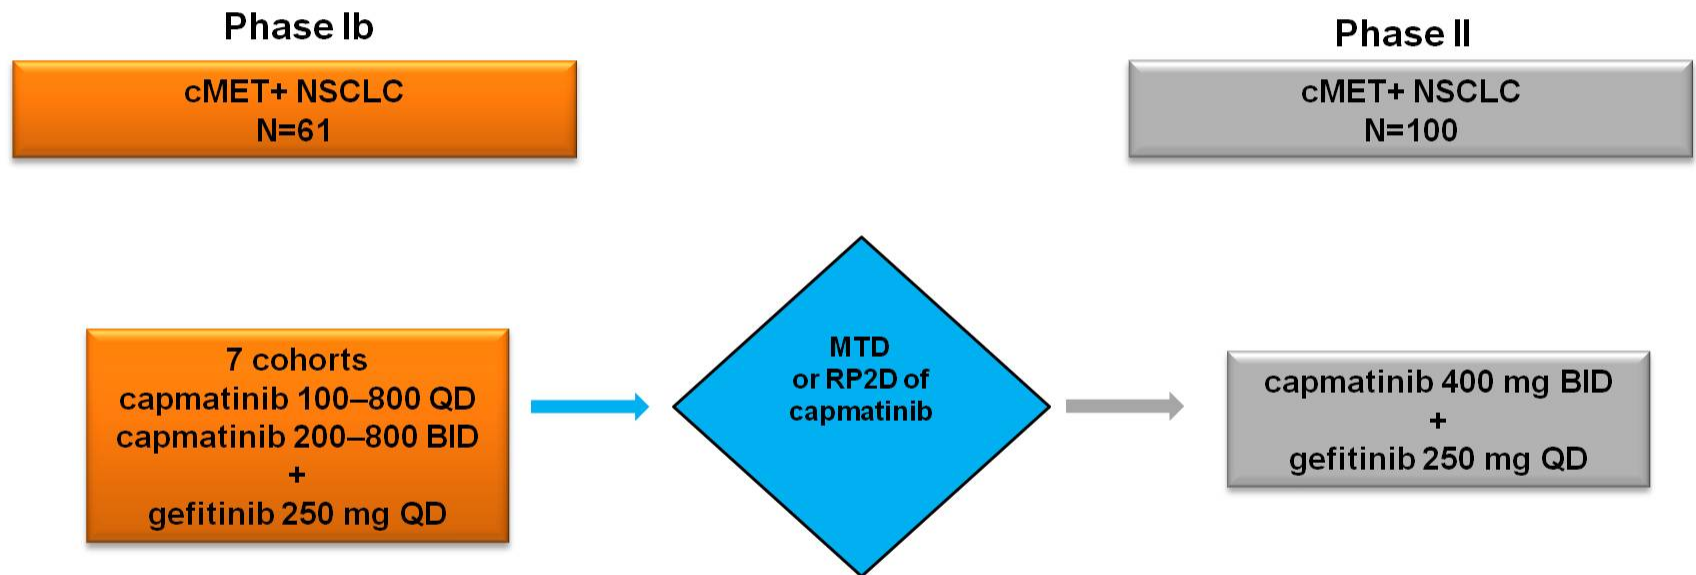 Phase Ib
cMET+ NSCLC
N=61
7 cohorts
capmatinib 100–800 QD
capmatinib 200–800 BID
+
gefitinib 250 mg QD
MTD
or RP2D of
capmatinib
Phase II
cMET+ NSCLC
N=100
capmatinib 400 mg BID
+
gefitinib 250 mg QD